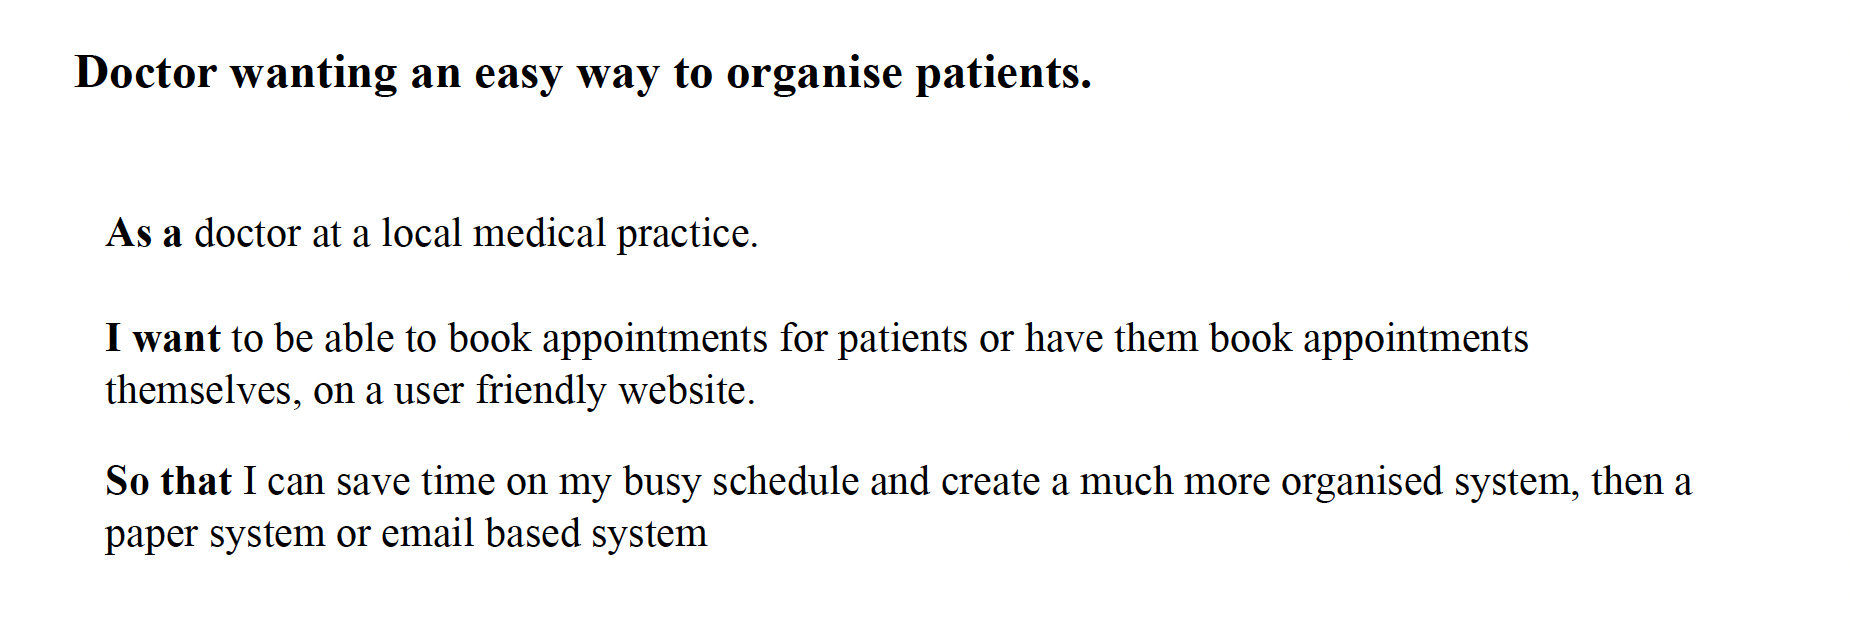 Doctor wanting an easy way to organise patients.
As a doctor at a local medical practice.
I want to be able to book appointments for patients or have them book appointments
themselves, on a user friendly website.
So that I can save time on my busy schedule and create a much more organised system, then a
paper system or email based system